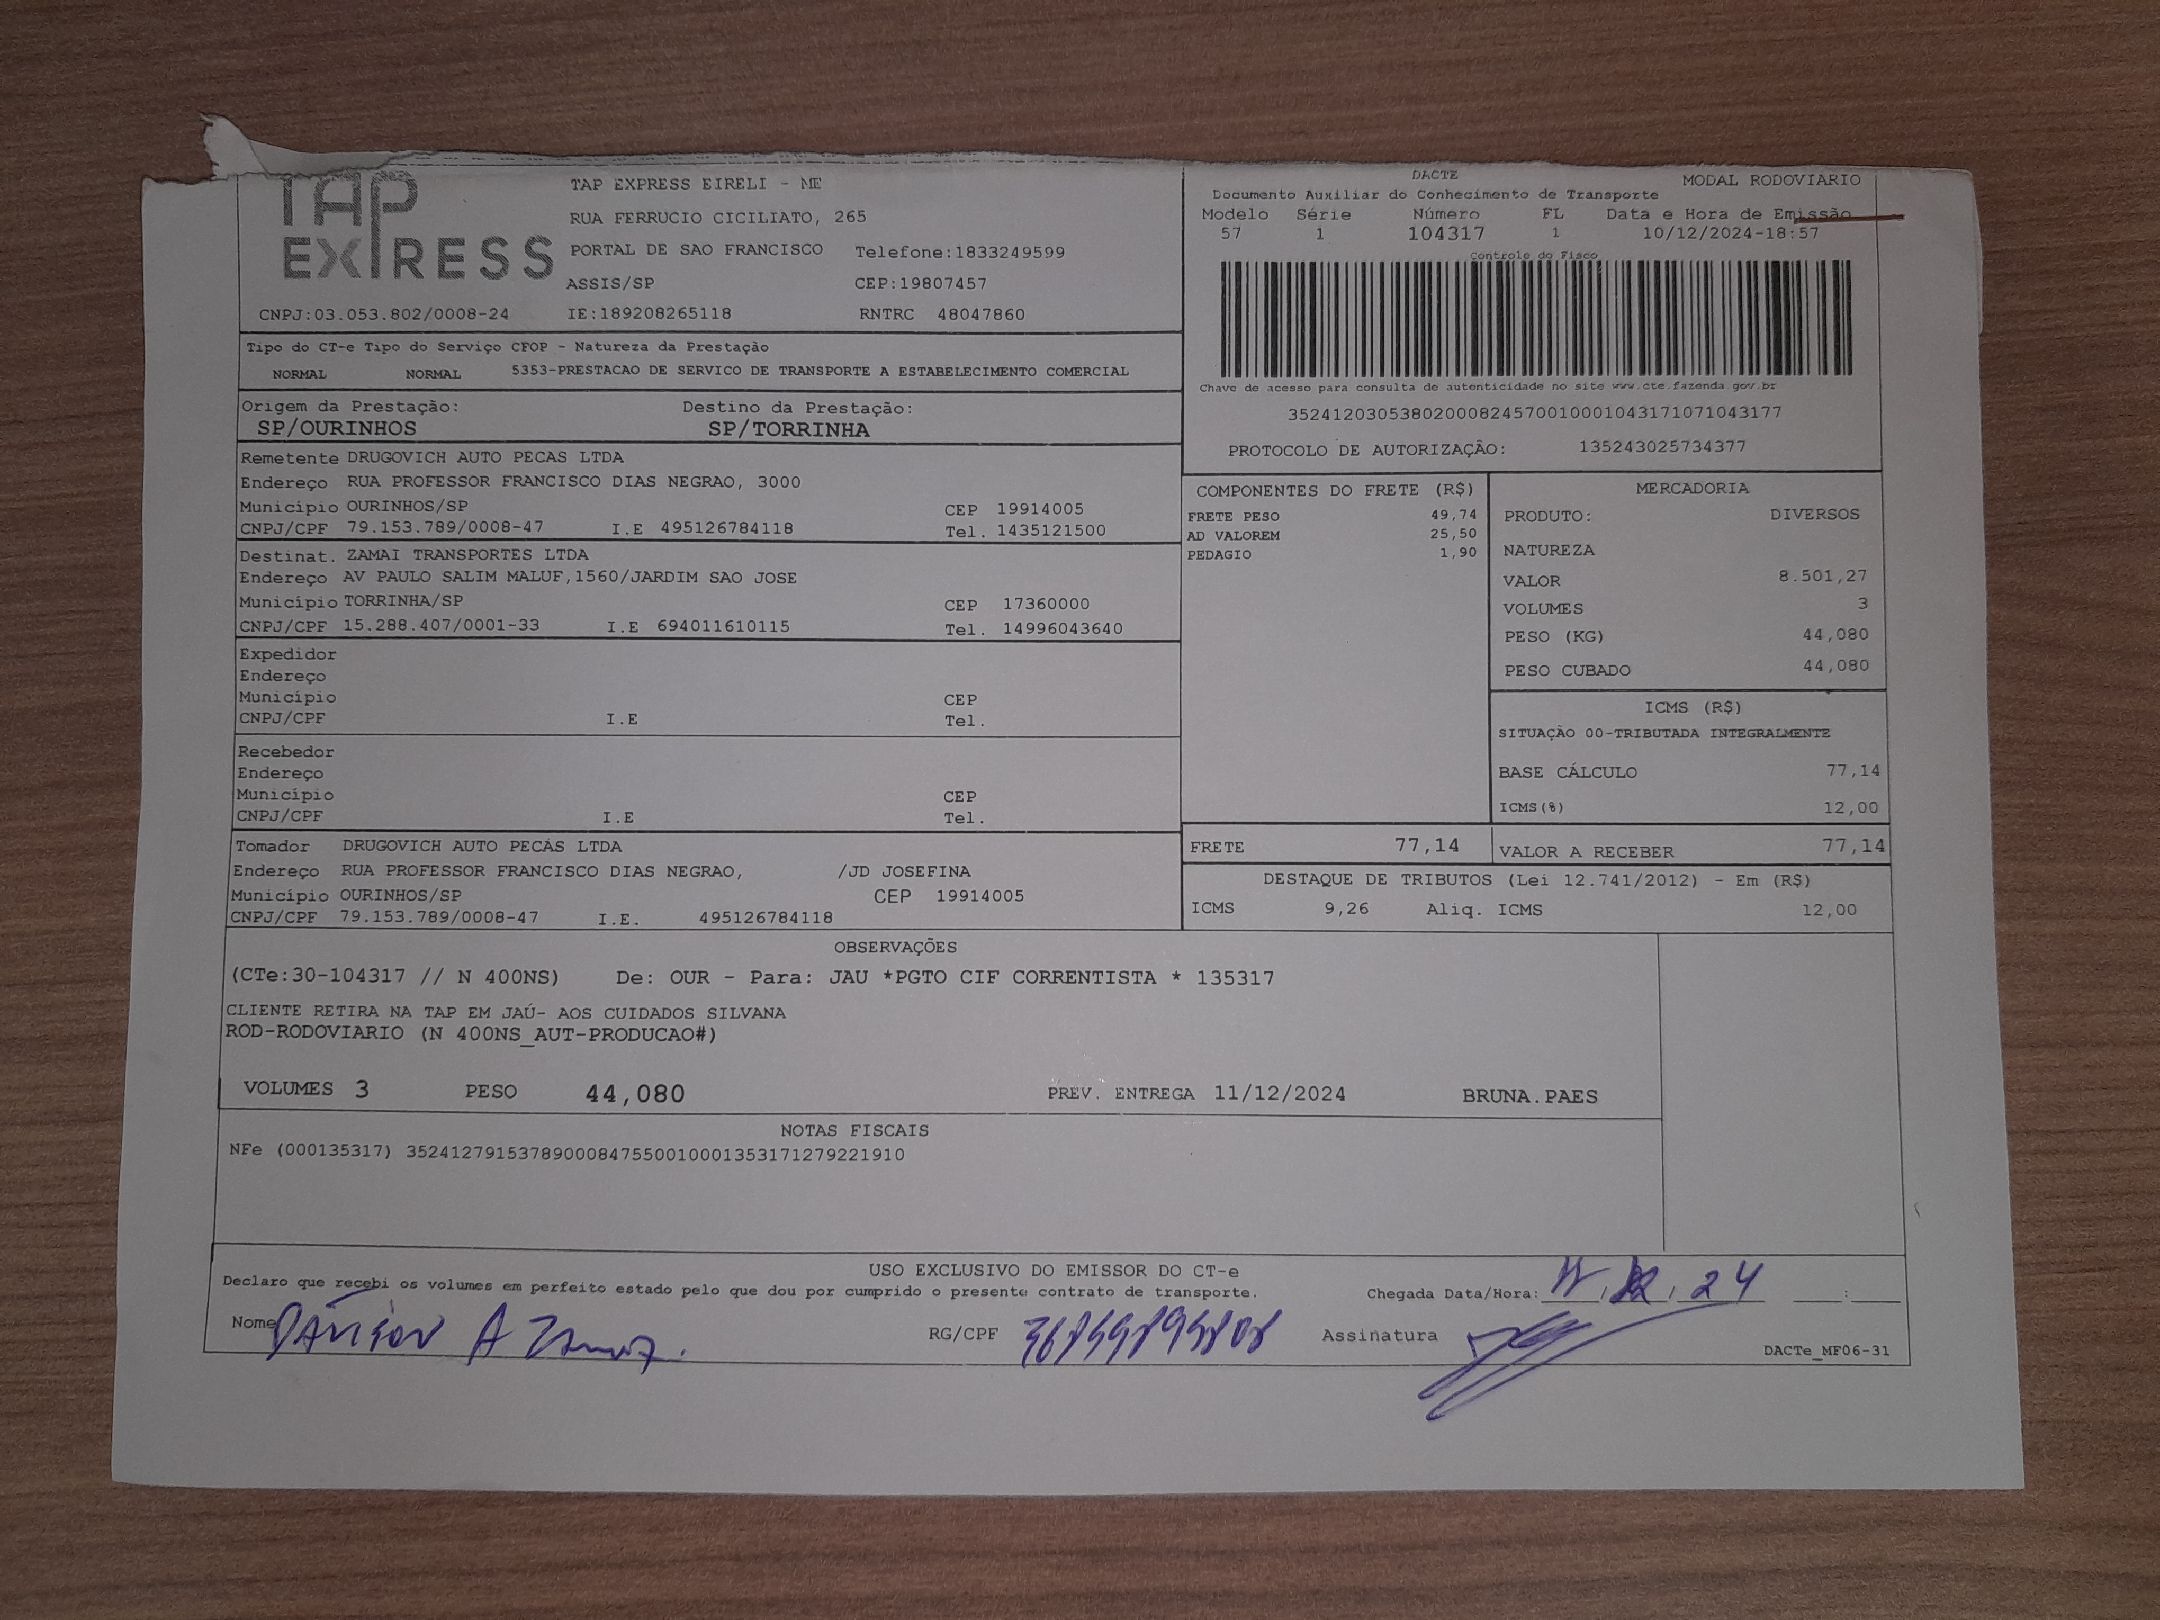 TAP EXPRESS
TAP EXPRESS EIRELI - ME
RUA FERRUCIO CICILIATO, 265
PORTAL DE SAO FRANCISCO Telefone:1833249599
ASSIS/SP CEP:19807457
CNPJ:03.053.802/0008-24 IE:189208265118 RNTRC 48047860
DACTE MODAL RODOVIARIO
Documento Auxiliar do Conhecimento de Transporte
Modelo Série Número FL Data e Hora de Emissão
57 1 104317 1 10/12/2024-18:57
Controle do Fisco
Chave de acesso para consulta de autenticidade no site www.cte.fazenda.gov.br
35241203053802000824570010001043171071043177
PROTOCOLO DE AUTORIZAÇÃO: 135243025734377
Tipo do CT-e Tipo do Serviço CFOP - Natureza da Prestação
NORMAL NORMAL 5353-PRESTACAO DE SERVICO DE TRANSPORTE A ESTABELECIMENTO COMERCIAL
Origem da Prestação: Destino da Prestação:
SP/OURINHOS SP/TORRINHA
Remetente DRUGOVICH AUTO PECAS LTDA
Endereço RUA PROFESSOR FRANCISCO DIAS NEGRAO, 3000
Município OURINHOS/SP CEP 19914005
CNPJ/CPF 79.153.789/0008-47 I.E 495126784118 Tel. 1435121500
Destinat. ZAMAI TRANSPORTES LTDA
Endereço AV PAULO SALIM MALUF,1560/JARDIM SAO JOSE
Município TORRINHA/SP CEP 17360000
CNPJ/CPF 15.288.407/0001-33 I.E 694011610115 Tel. 14996043640
Expedidor
Endereço
Município CEP
CNPJ/CPF I.E Tel.
Recebedor
Endereço
Município CEP
CNPJ/CPF I.E Tel.
Tomador DRUGOVICH AUTO PECAS LTDA
Endereço RUA PROFESSOR FRANCISCO DIAS NEGRAO, /JD JOSEFINA
Município OURINHOS/SP CEP 19914005
CNPJ/CPF 79.153.789/0008-47 I.E. 495126784118
COMPONENTES DO FRETE (R$)
FRETE PESO 49,74
AD VALOREM 25,50
PEDAGIO 1,90
MERCADORIA
PRODUTO: DIVERSOS
NATUREZA
VALOR 8.501,27
VOLUMES 3
PESO (KG) 44,080
PESO CUBADO 44,080
ICMS (R$)
SITUAÇÃO 00-TRIBUTADA INTEGRALMENTE
BASE CÁLCULO 77,14
ICMS(%) 12,00
FRETE 77,14 VALOR A RECEBER 77,14
DESTAQUE DE TRIBUTOS (Lei 12.741/2012) - Em (R$)
ICMS 9,26 Aliq. ICMS 12,00
OBSERVAÇÕES
(CTe:30-104317 // N 400NS) De: OUR - Para: JAU *PGTO CIF CORRENTISTA * 135317
CLIENTE RETIRA NA TAP EM JAÚ- AOS CUIDADOS SILVANA
ROD-RODOVIARIO (N 400NS_AUT-PRODUCAO#)
VOLUMES 3 PESO 44,080 PREV. ENTREGA 11/12/2024 BRUNA.PAES
NOTAS FISCAIS
NFe (000135317) 35241279153789000847550010001353171279221910
USO EXCLUSIVO DO EMISSOR DO CT-e
Declaro que recebi os volumes em perfeito estado pelo que dou por cumprido o presente contrato de transporte.
Chegada Data/Hora: 11, 12, 24 :
Nome A RG/CPF Assinatura
DACTe_MF06-31